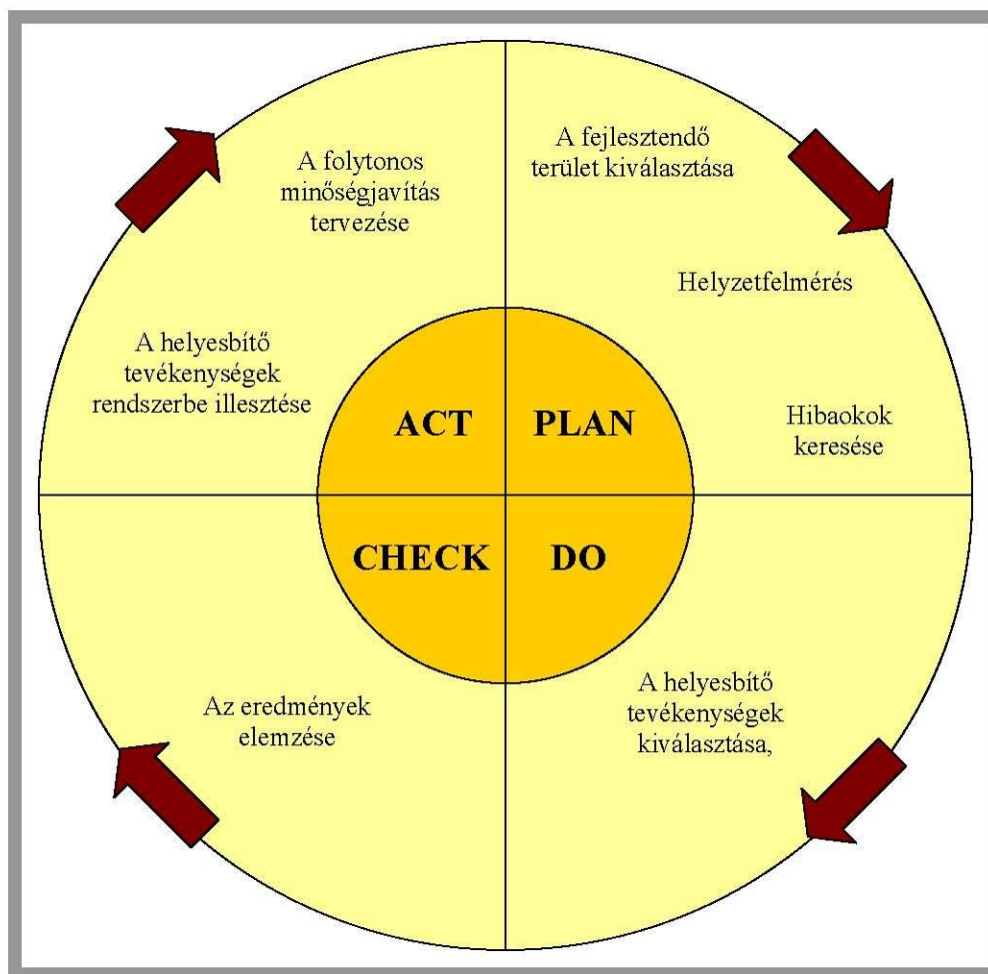 A fejlesztendő
terület kiválasztása
Helyzetfelmérés
Hibaokok
keresése
PLAN
DO
A helyesbítő
tevékenységek
kiválasztása,
CHECK
Az eredmények
elemzése
ACT
A helyesbítő
tevékenységek
rendszerbe illesztése
A folytonos
minőségjavítás
tervezése